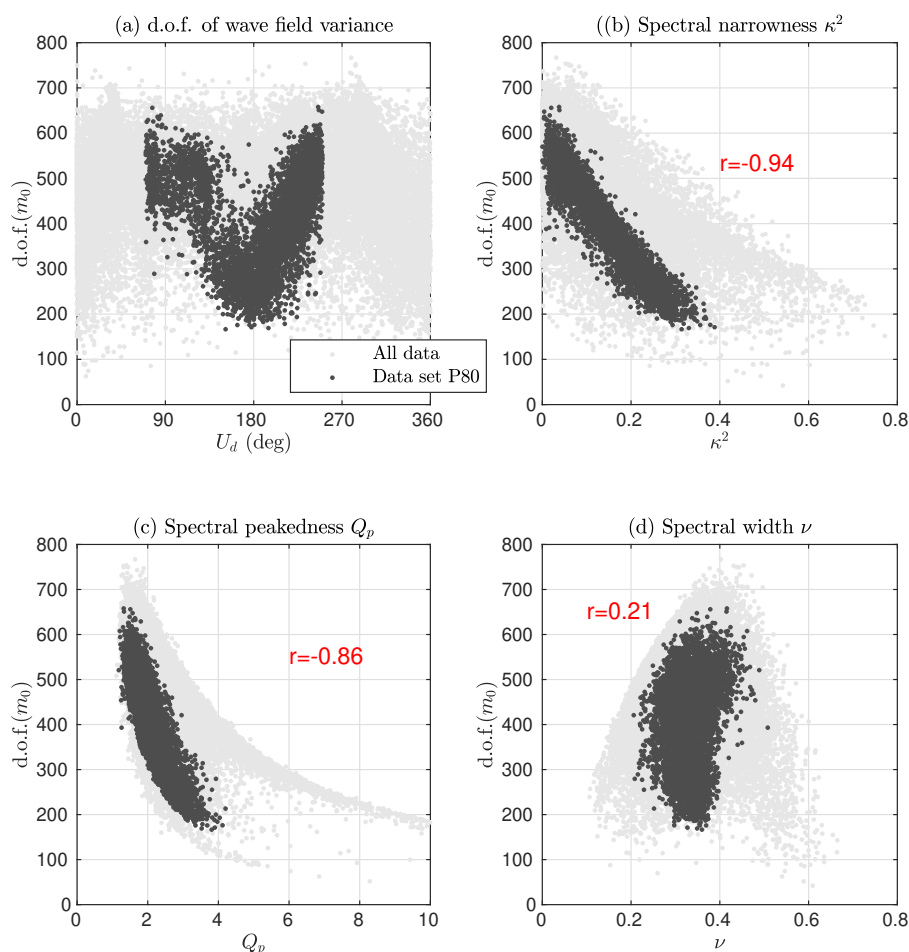 (a) d.o.f. of wave field variance
800
700
600
500
400
300
200
100
0
d.o.f.(m₀)
0 90 180 270 360
U_d (deg)
All data
Data set P80
((b) Spectral narrowness κ²
800
700
600
500
400
300
200
100
0
d.o.f.(m₀)
r=-0.94
0 0.2 0.4 0.6 0.8
κ²
(c) Spectral peakedness Q_p
800
700
600
500
400
300
200
100
0
d.o.f.(m₀)
r=-0.86
0 2 4 6 8 10
Q_p
(d) Spectral width ν
800
700
600
500
400
300
200
100
0
d.o.f.(m₀)
r=0.21
0 0.2 0.4 0.6 0.8
ν